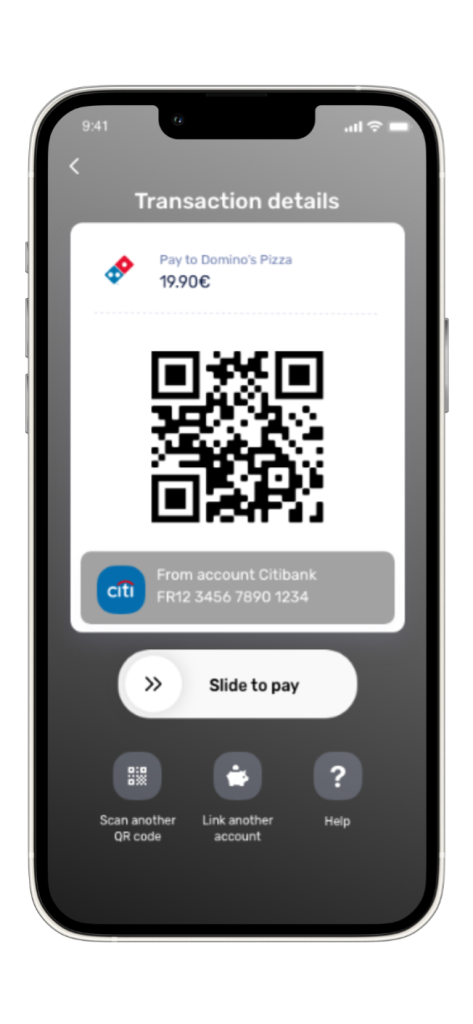 9:41
Transaction details
Pay to Domino's Pizza
19.90€
citi
From account Citibank
FR12 3456 7890 1234
Slide to pay
Scan another
QR code
Link another
account
?
Help